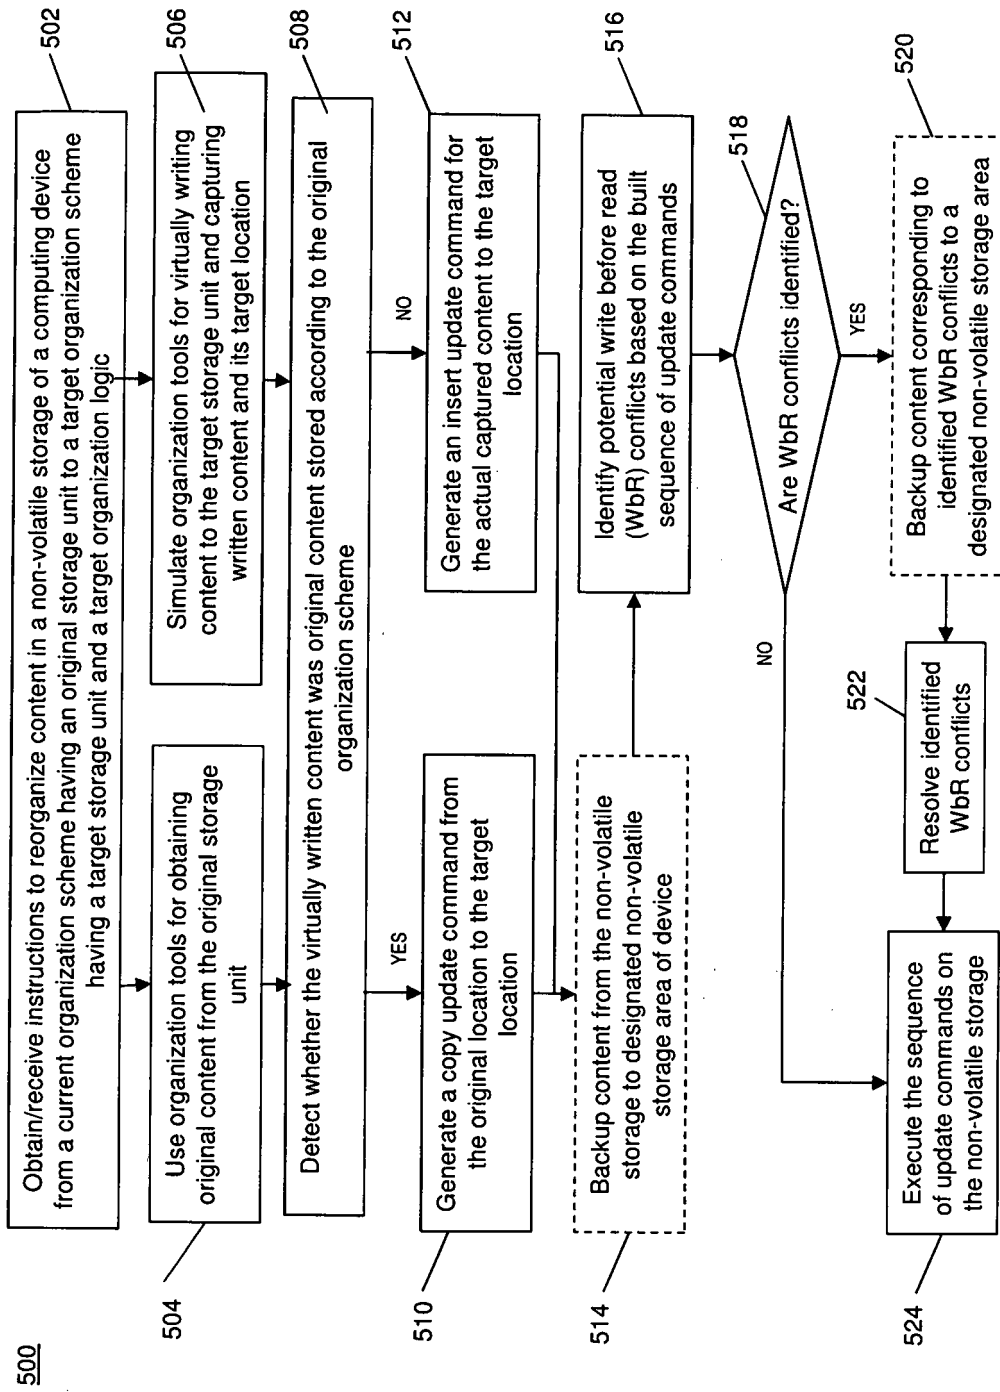 500
502
Obtain/receive instructions to reorganize content in a non-volatile storage of a computing device
from a current organization scheme having an original storage unit to a target organization scheme
having a target storage unit and a target organization logic
504
Use organization tools for obtaining
original content from the original storage
unit
506
Simulate organization tools for virtually writing
content to the target storage unit and capturing
written content and its target location
508
Detect whether the virtually written content was original content stored according to the original
organization scheme
YES
NO
510
Generate a copy update command from
the original location to the target
location
512
Generate an insert update command for
the actual captured content to the target
location
514
Backup content from the non-volatile
storage to designated non-volatile
storage area of device
516
Identify potential write before read
(WbR) conflicts based on the built
sequence of update commands
518
Are WbR conflicts identified?
NO
YES
520
Backup content corresponding to
identified WbR conflicts to a
designated non-volatile storage area
522
Resolve identified
WbR conflicts
524
Execute the sequence
of update commands on
the non-volatile storage